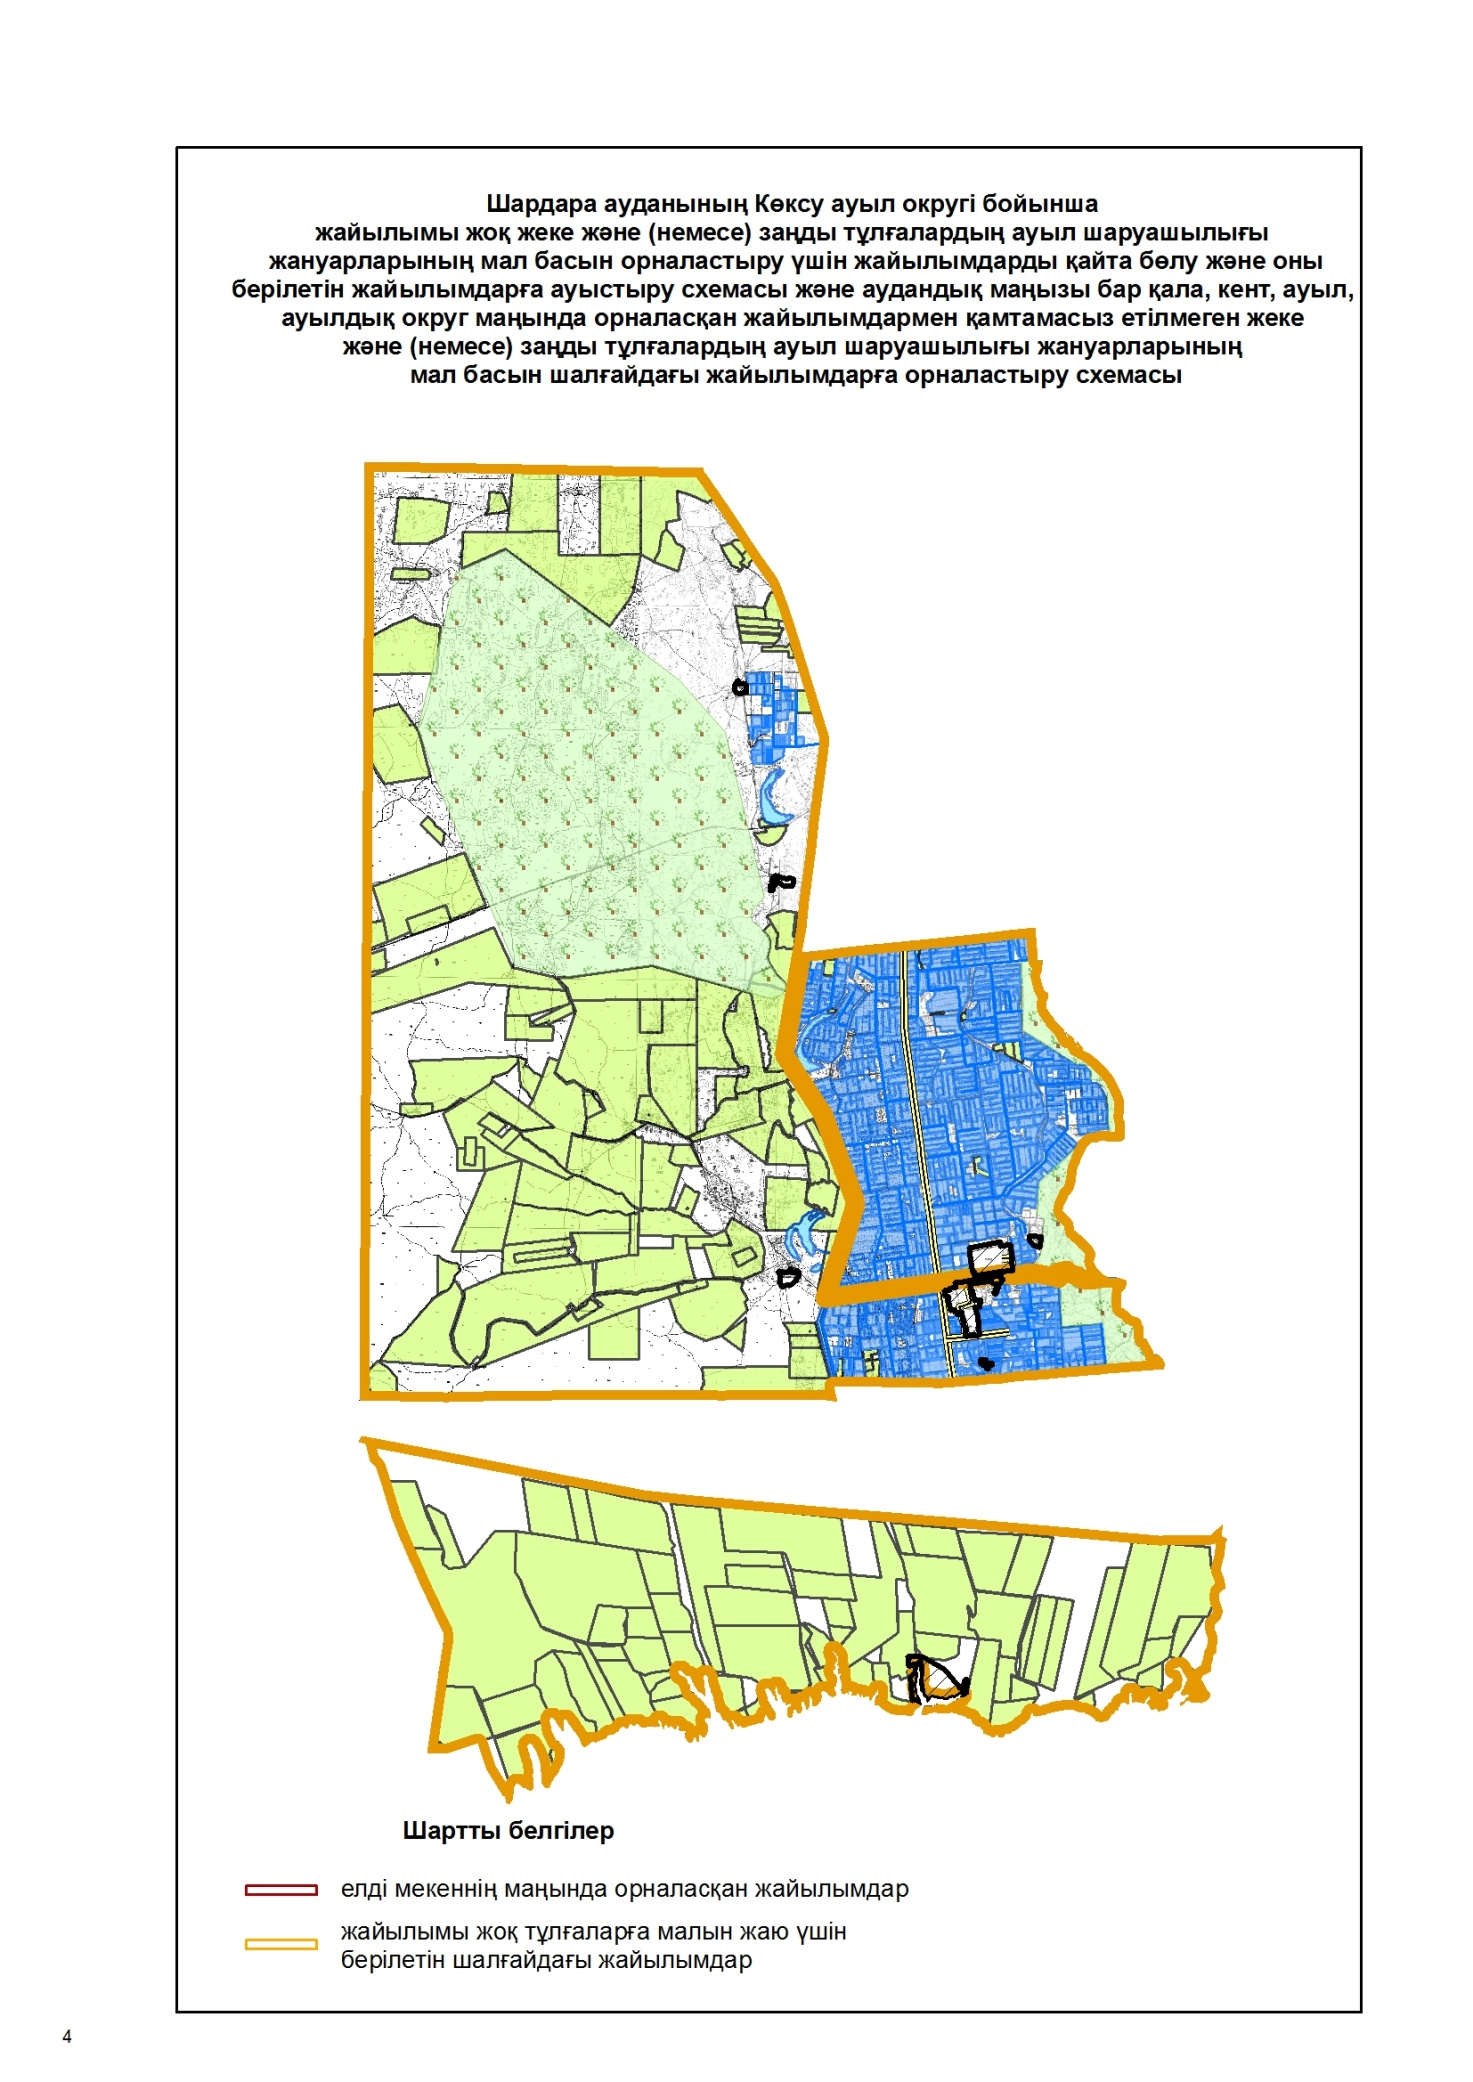 Шардара ауданының Көксу ауыл округі бойынша
жайылымы жоқ жеке және (немесе) заңды тұлғалардың ауыл шаруашылығы
жануарларының мал басын орналастыру үшін жайылымдарды қайта бөлу және оны
берілетін жайылымдарға ауыстыру схемасы және аудандық маңызы бар қала, кент, ауыл,
ауылдық округ маңында орналасқан жайылымдармен қамтамасыз етілмеген жеке
және (немесе) заңды тұлғалардың ауыл шаруашылығы жануарларының
мал басын шалғайдағы жайылымдарға орналастыру схемасы
Шартты белгілер
елді мекеннің маңында орналасқан жайылымдар
жайылымы жоқ тұлғаларға малын жаю үшін
берілетін шалғайдағы жайылымдар
4